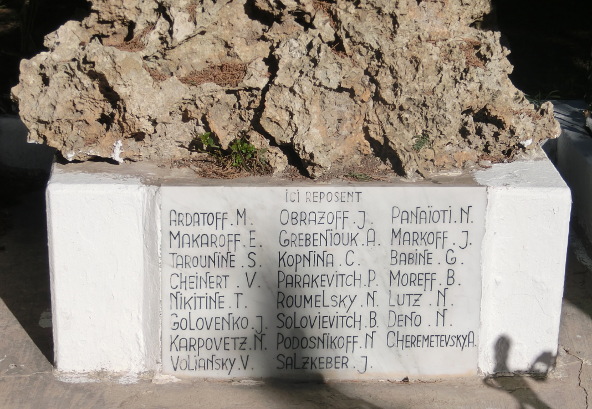 ici REPOSENT
ARDATOFF. M.
MAKAROFF. E.
TAROUNINE. S.
CHEINERT. V.
NIKITINE. T.
GOLOVENKO. J.
KARPOVETZ. N.
VOLIANSKY. V.
OBRAZOFF. J.
GREBENIOUK. A.
KOPNINA. C.
PARAKEVITCH. P.
ROUMELSKY. N.
SOLOVIEVITCH. B.
PODOSNIKOFF. N
SALZKEBER. J.
PANAÏOTI. N.
MARKOFF. J.
BABINE. G.
MOREFF. B.
LUTZ. N.
DENO. N.
CHEREMETEVSKY. A.